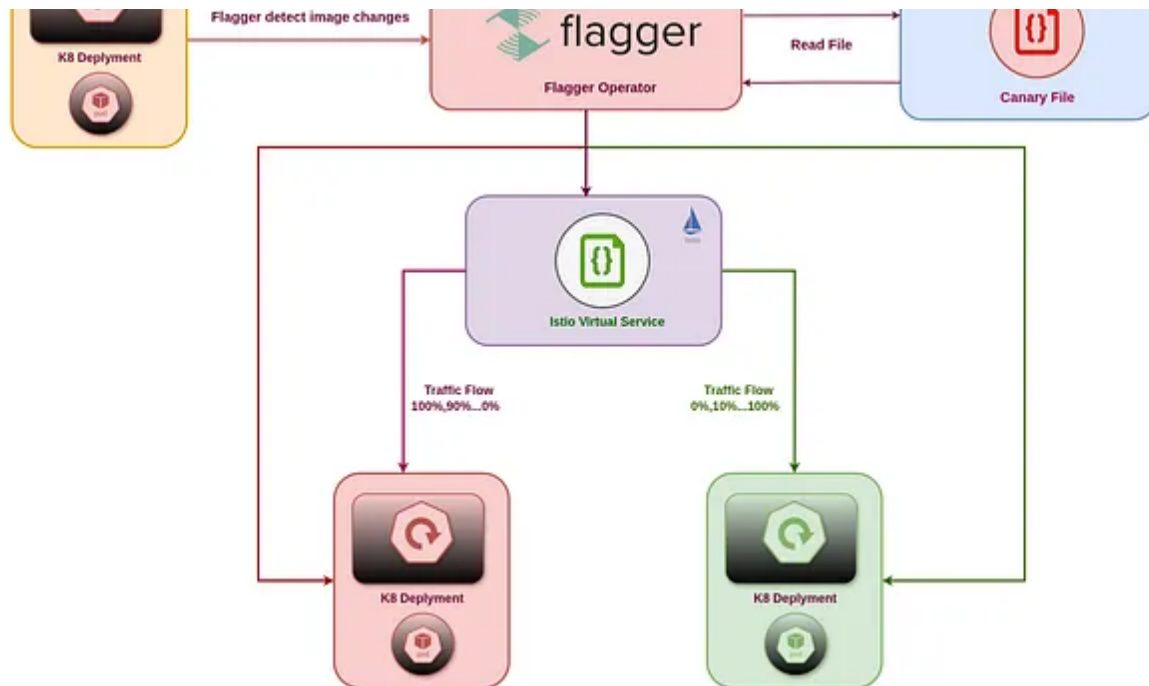 Flagger detect image changes
flagger
Read File
K8 Deplyment
Flagger Operator
Canary File
Istio Virtual Service
Traffic Flow
100%,90%...0%
Traffic Flow
0%,10%...100%
K8 Deplyment
K8 Deplyment